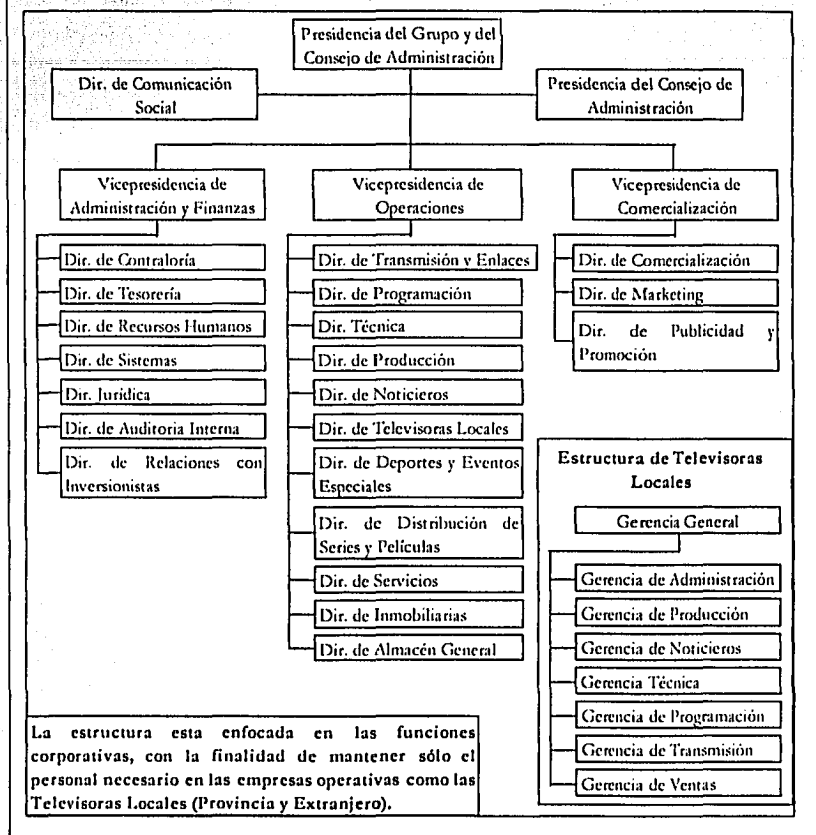 Presidencia del Grupo y del
Consejo de Administración
Dir. de Comunicación
Social
Presidencia del Consejo de
Administración
Vicepresidencia de
Administración y Finanzas
Dir. de Contraloría
Dir. de Tesorería
Dir. de Recursos Humanos
Dir. de Sistemas
Dir. Jurídica
Dir. de Auditoria Interna
Dir. de Relaciones con
Inversionistas
Vicepresidencia de
Operaciones
Dir. de Transmisión y Enlaces
Dir. de Programación
Dir. Técnica
Dir. de Producción
Dir. de Noticieros
Dir. de Televisoras Locales
Dir. de Deportes y Eventos
Especiales
Dir. de Distribución de
Series y Películas
Dir. de Servicios
Dir. de Inmobiliarias
Dir. de Almacén General
Vicepresidencia de
Comercialización
Dir. de Comercialización
Dir. de Marketing
Dir. de Publicidad y
Promoción
Estructura de Televisoras
Locales
Gerencia General
Gerencia de Administración
Gerencia de Producción
Gerencia de Noticieros
Gerencia Técnica
Gerencia de Programación
Gerencia de Transmisión
Gerencia de Ventas
La estructura esta enfocada en las funciones
corporativas, con la finalidad de mantener sólo el
personal necesario en las empresas operativas como las
Televisoras Locales (Provincia y Extranjero).